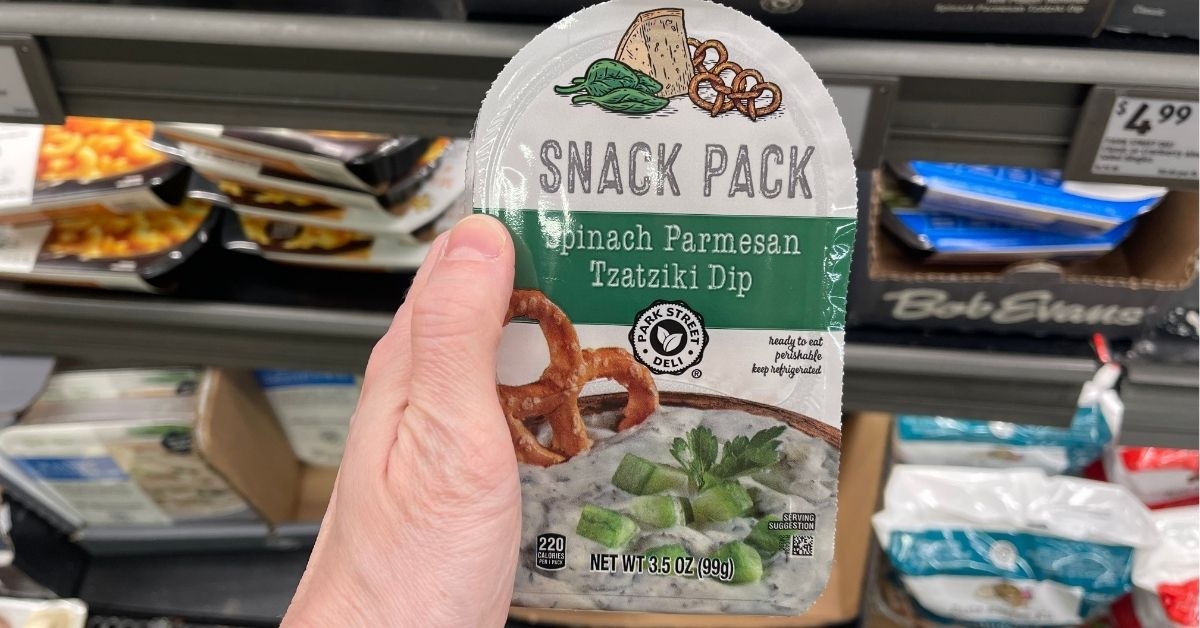 $4.99
SNACK PACK
Spinach Parmesan
Tzatziki Dip
PARK STREET
DELI
®
ready to eat
perishable
keep refrigerated
Bob Evans
SERVING
SUGGESTION
220
CALORIES
PER 1 PACK
NET WT 3.5 OZ (99g)